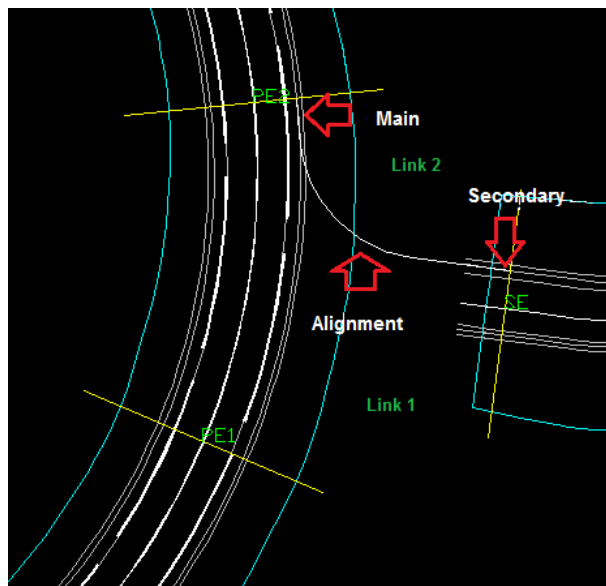 PE2
Main
Link 2
Secondary
SE
Alignment
Link 1
PE1